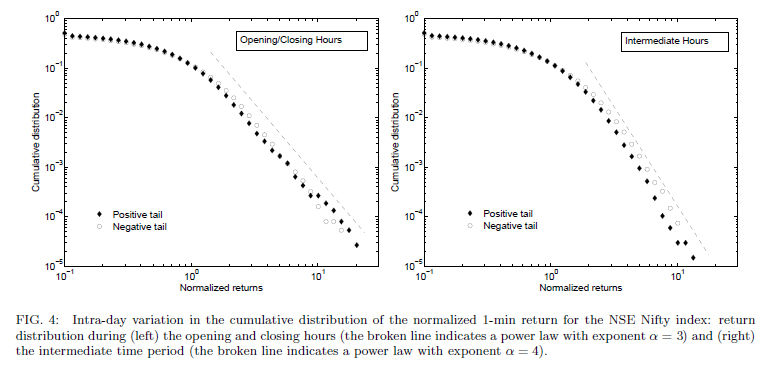 10^0
10^-1
10^-2
10^-3
10^-4
10^-5
Cumulative distribution
Opening/Closing Hours
Positive tail
Negative tail
10^-1
10^0
10^1
Normalized returns
10^0
10^-1
10^-2
10^-3
10^-4
10^-5
Cumulative distribution
Intermediate Hours
Positive tail
Negative tail
10^-1
10^0
10^1
Normalized returns
FIG. 4: Intra-day variation in the cumulative distribution of the normalized 1-min return for the NSE Nifty index: return
distribution during (left) the opening and closing hours (the broken line indicates a power law with exponent α = 3) and (right)
the intermediate time period (the broken line indicates a power law with exponent α = 4).